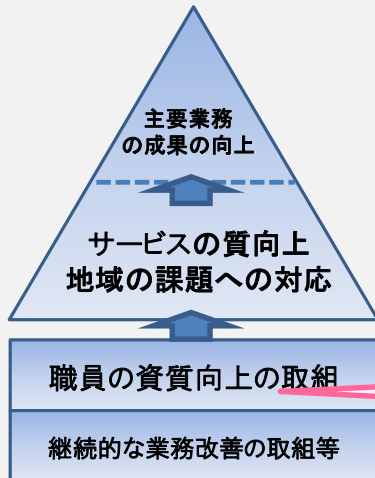 主要業務
の成果の向上
サービスの質向上
地域の課題への対応
職員の資質向上の取組
継続的な業務改善の取組等